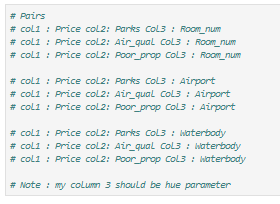 # Pairs
# col1 : Price col2: Parks Col3 : Room_num
# col1 : Price col2: Air_qual Col3 : Room_num
# col1 : Price col2: Poor_prop Col3 : Room_num
# col1 : Price col2: Parks Col3 : Airport
# col1 : Price col2: Air_qual Col3 : Airport
# col1 : Price col2: Poor_prop Col3 : Airport
# col1 : Price col2: Parks Col3 : Waterbody
# col1 : Price col2: Air_qual Col3 : Waterbody
# col1 : Price col2: Poor_prop Col3 : Waterbody
# Note : my column 3 should be hue parameter